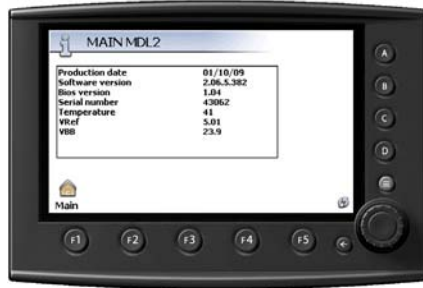 MAIN MDL2
Production date 01/10/09
Software version 2.06.5.382
Bios version 1.04
Serial number 43062
Temperature 41
VRef 5.01
VBB 23.9
Main
A
B
C
D
F1 F2 F3 F4 F5